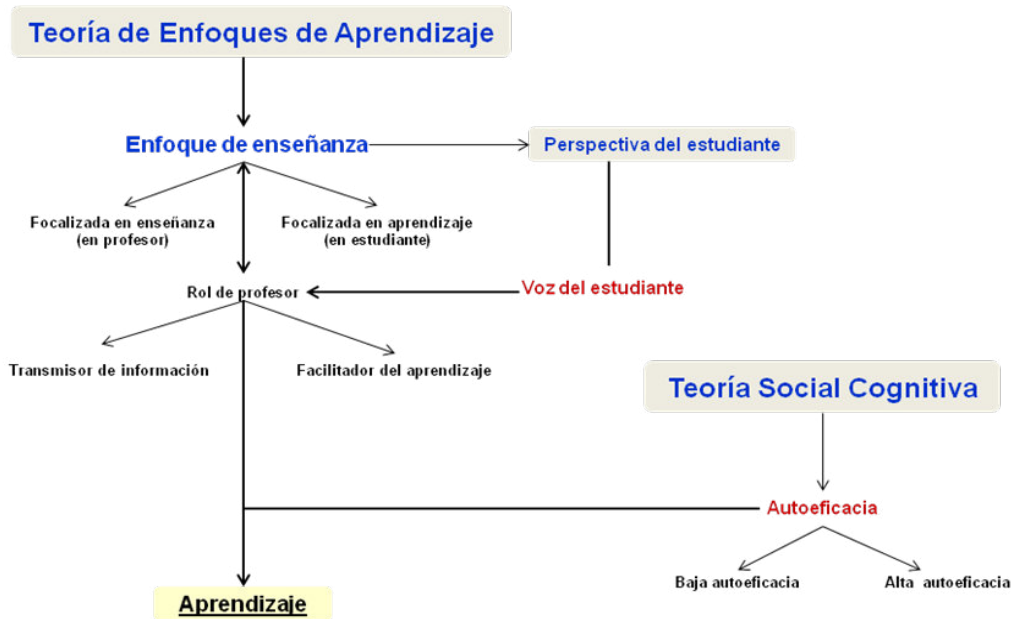 Teoría de Enfoques de Aprendizaje
Enfoque de enseñanza
Perspectiva del estudiante
Focalizada en enseñanza
(en profesor)
Focalizada en aprendizaje
(en estudiante)
Rol de profesor
Voz del estudiante
Transmisor de información
Facilitador del aprendizaje
Teoría Social Cognitiva
Autoeficacia
Baja autoeficacia
Alta autoeficacia
Aprendizaje